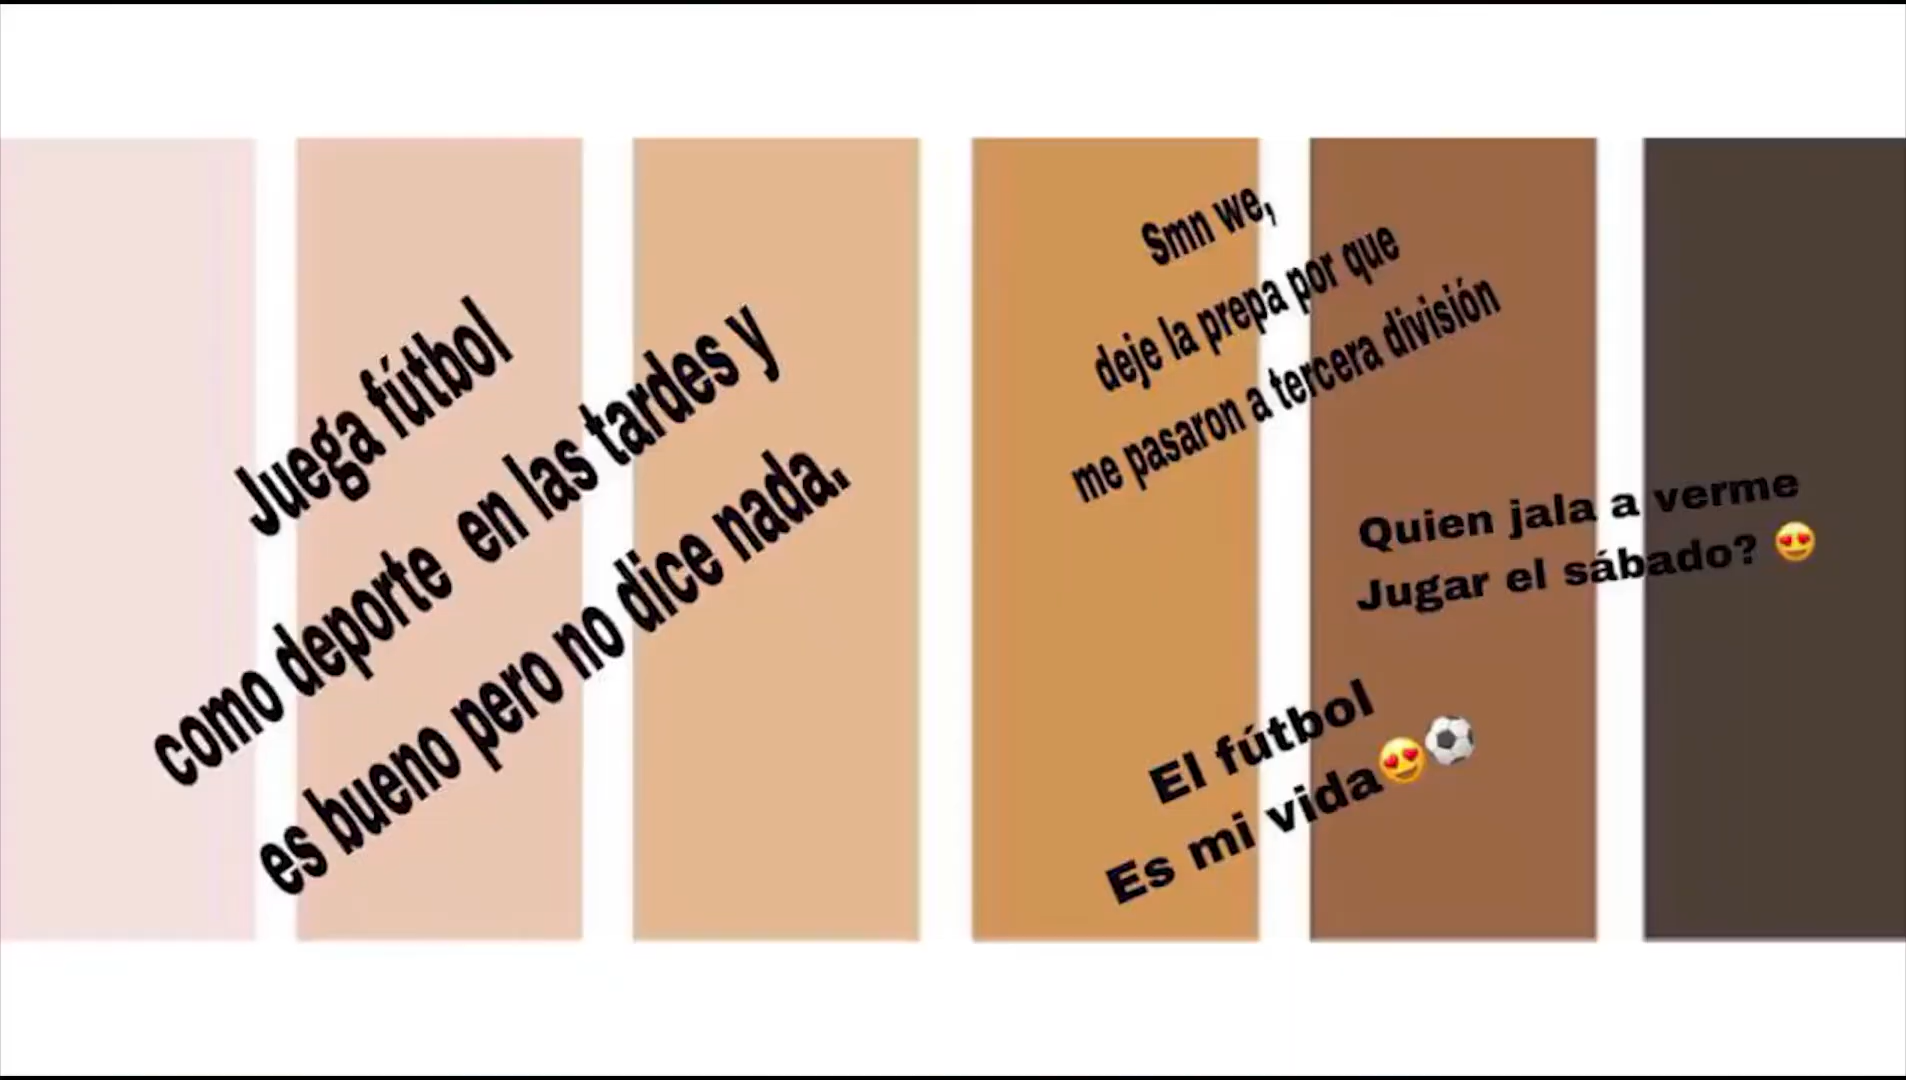 Juega fútbol
como deporte en las tardes y
es bueno pero no dice nada.
Smn we,
deje la prepa por que
me pasaron a tercera división
Quien jala a verme
Jugar el sábado? 😍
El fútbol
Es mi vida😍⚽